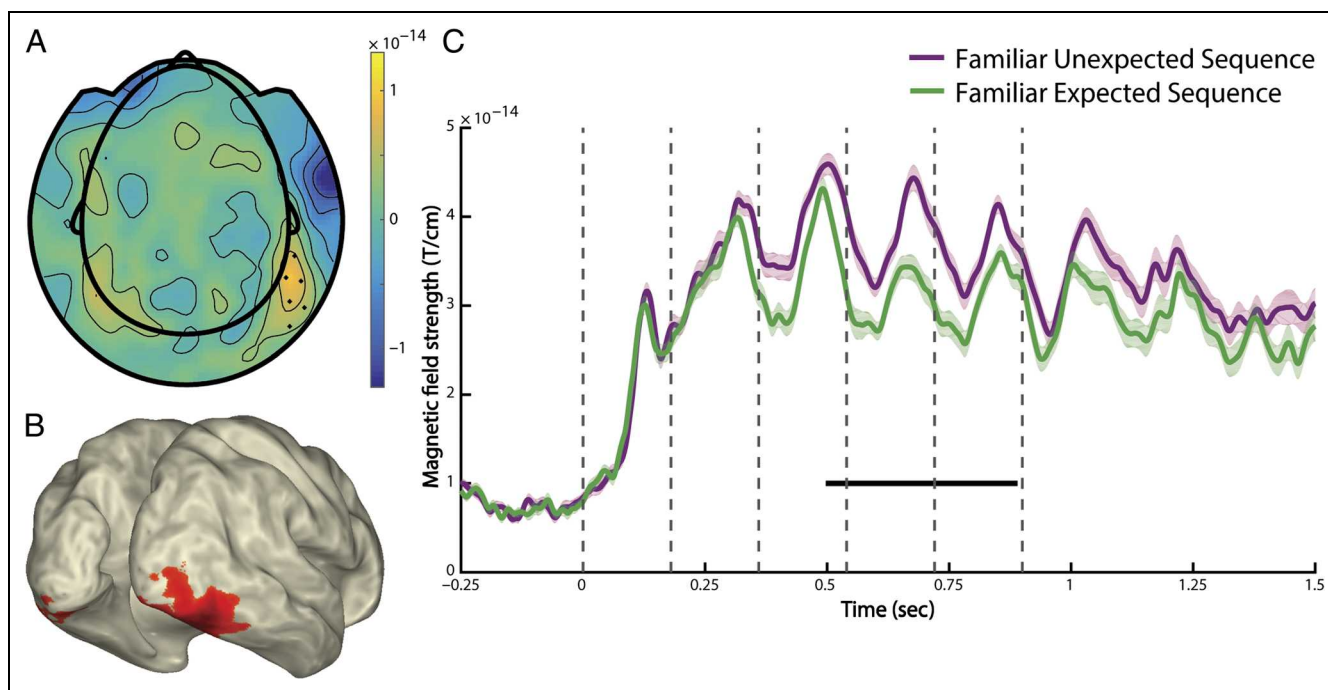 A
×10⁻¹⁴
1
0
−1
B
C
Familiar Unexpected Sequence
Familiar Expected Sequence
×10⁻¹⁴
5
4
3
2
1
0
Magnetic field strength (T/cm)
−0.25
0
0.25
0.5
0.75
1
1.25
1.5
Time (sec)